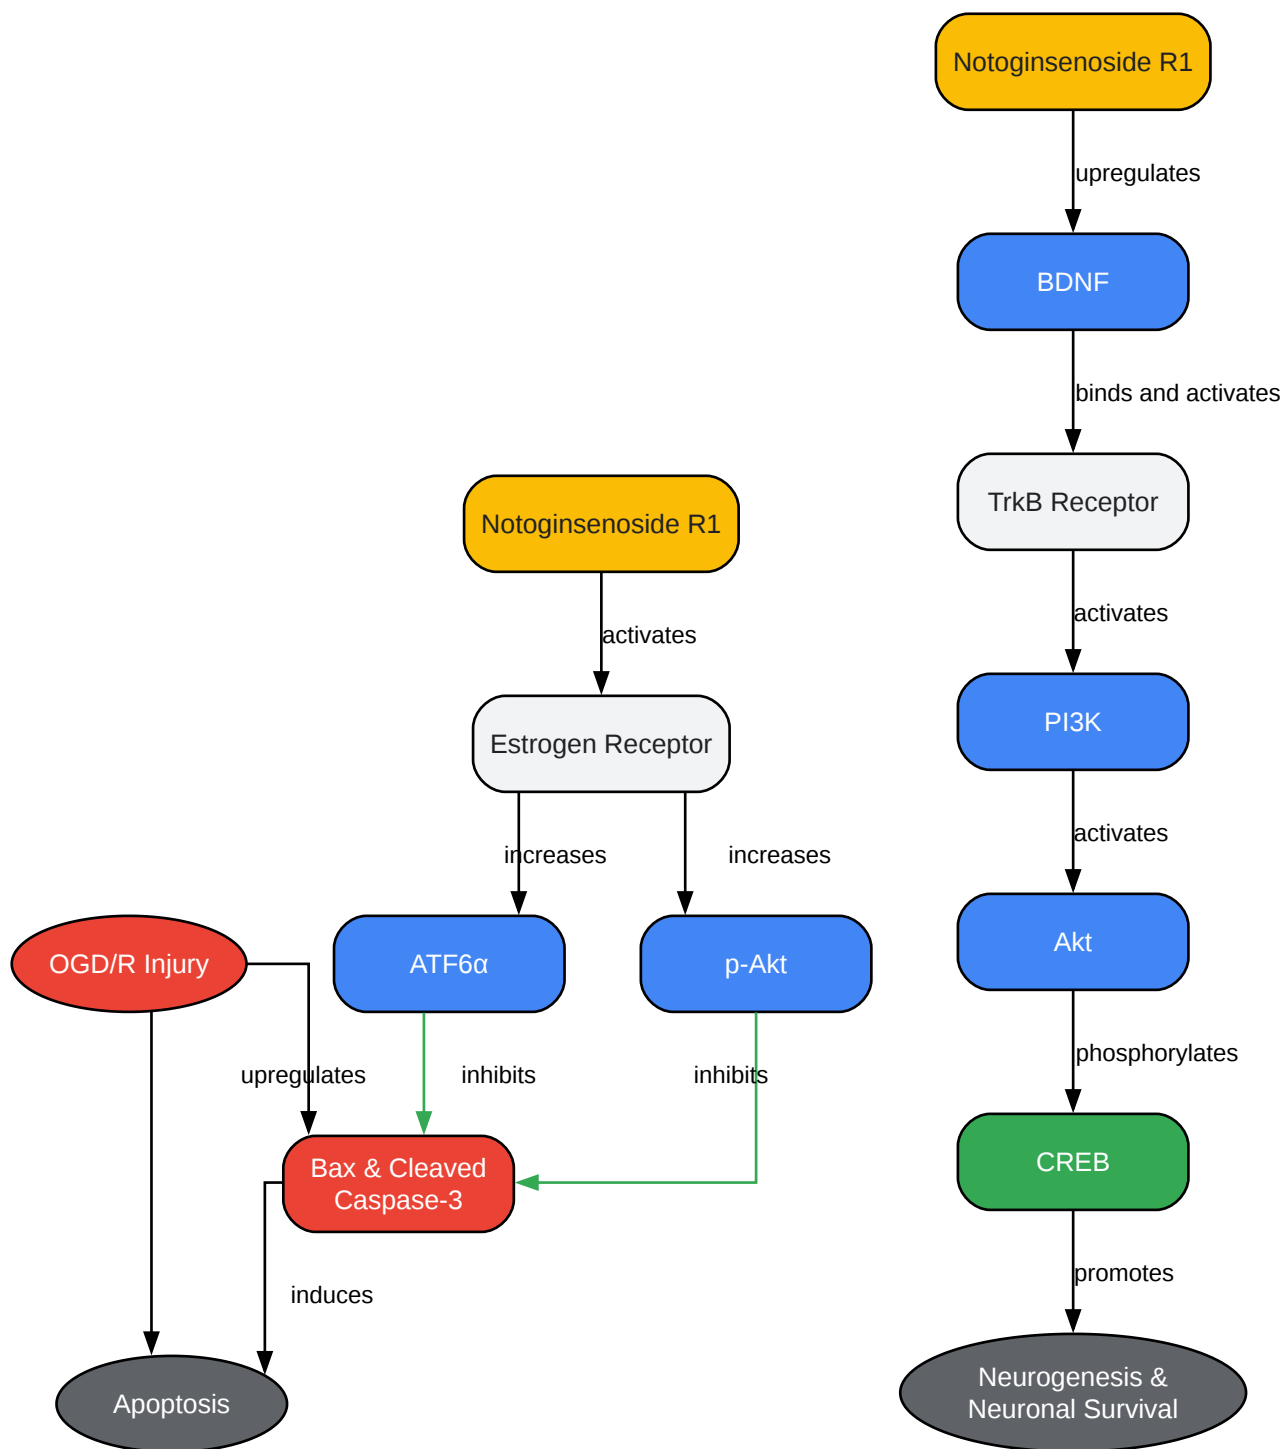 Notoginsenoside R1
upregulates
BDNF
binds and activates
TrkB Receptor
Notoginsenoside R1
activates
activates
PI3K
Estrogen Receptor
increases
increases
activates
OGD/R Injury
ATF6α
p-Akt
Akt
upregulates
inhibits
inhibits
phosphorylates
Bax & Cleaved
Caspase-3
CREB
induces
promotes
Apoptosis
Neurogenesis &
Neuronal Survival